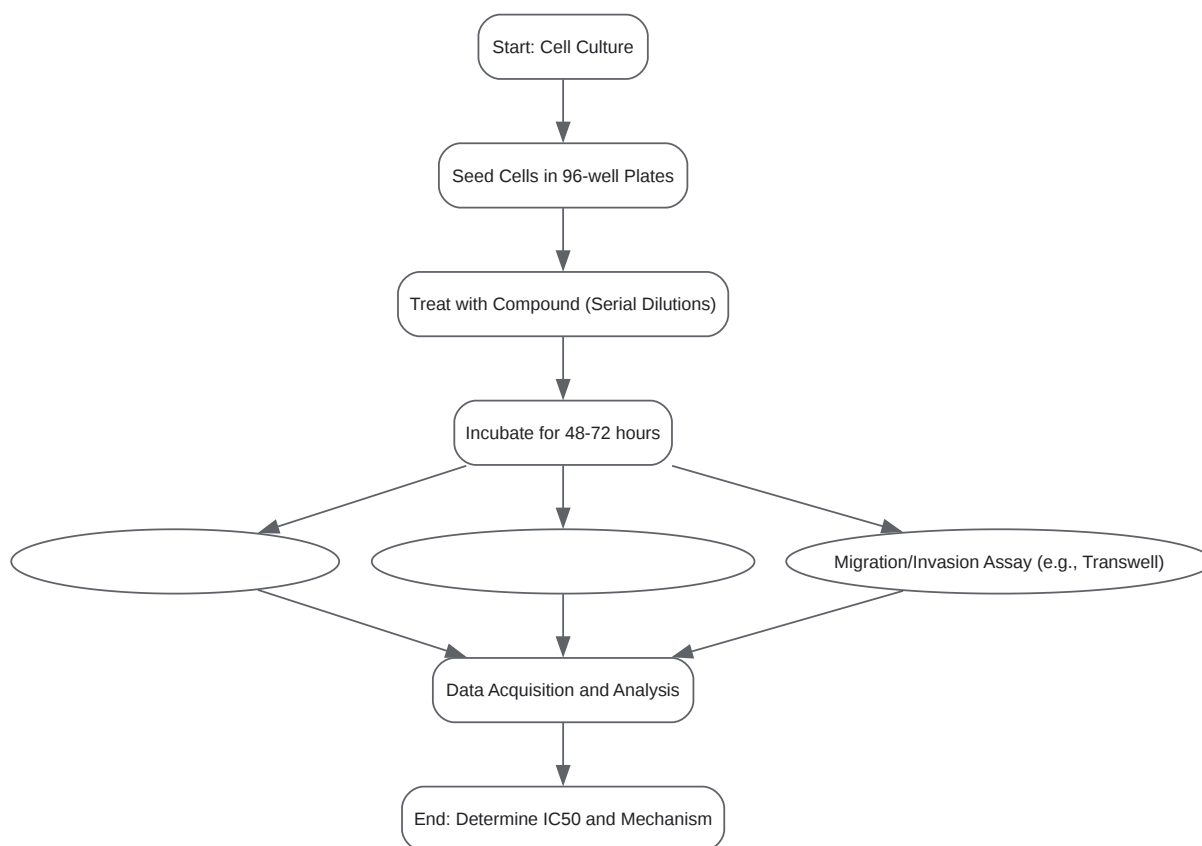 Start: Cell Culture
Seed Cells in 96-well Plates
Treat with Compound (Serial Dilutions)
Incubate for 48-72 hours
Migration/Invasion Assay (e.g., Transwell)
Data Acquisition and Analysis
End: Determine IC50 and Mechanism